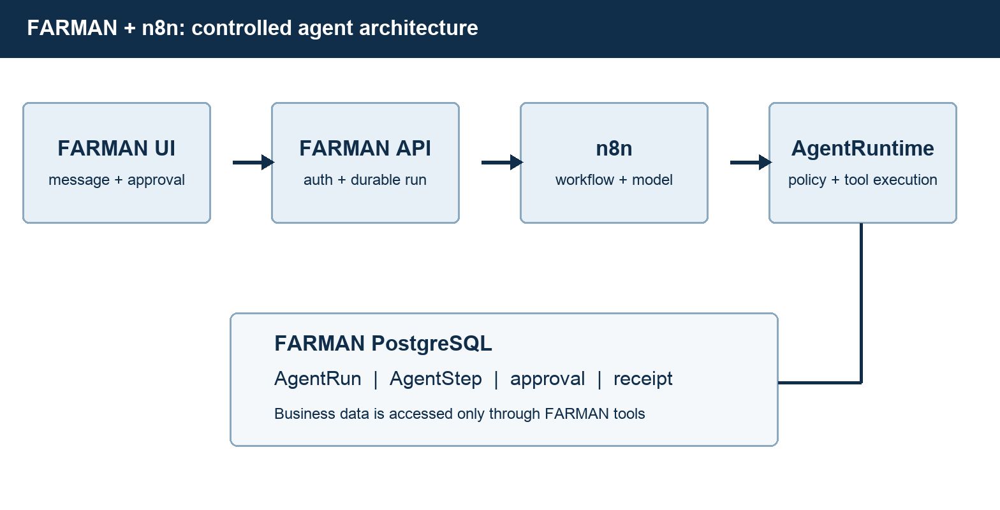 FARMAN + n8n: controlled agent architecture
FARMAN UI
message + approval
FARMAN API
auth + durable run
n8n
workflow + model
AgentRuntime
policy + tool execution
FARMAN PostgreSQL
AgentRun | AgentStep | approval | receipt
Business data is accessed only through FARMAN tools